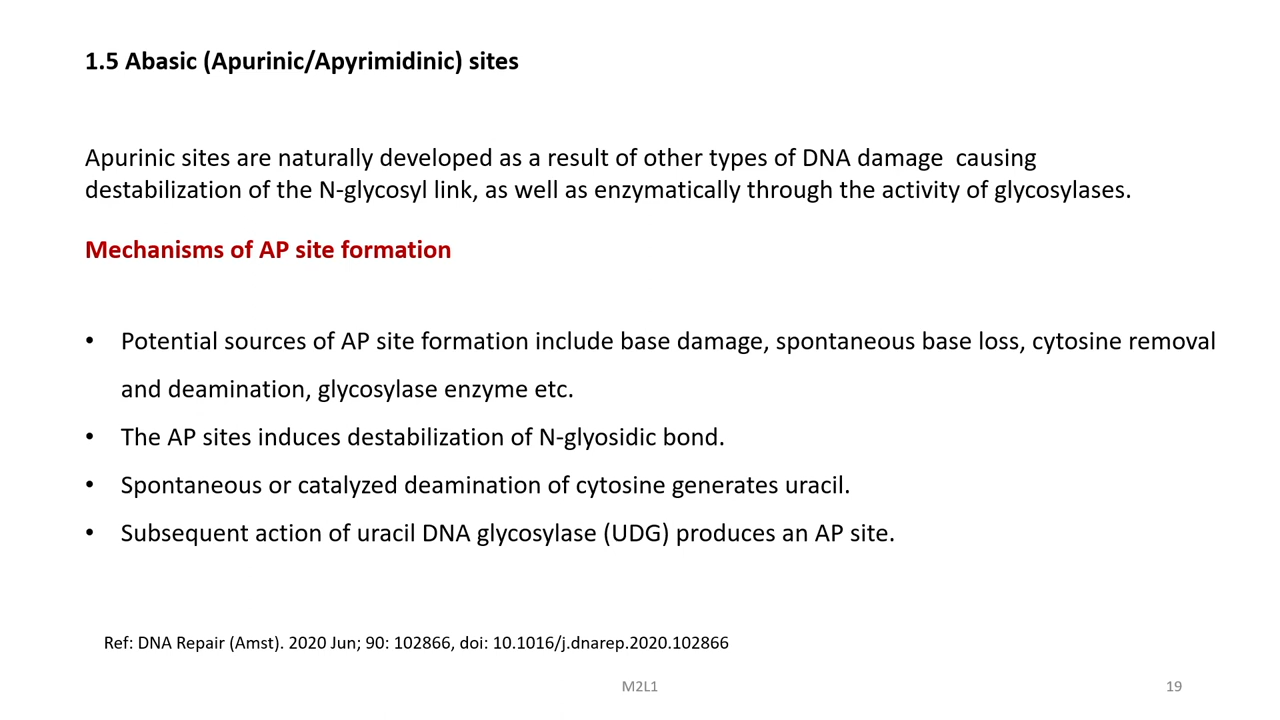 1.5 Abasic (Apurinic/Apyrimidinic) sites
Apurinic sites are naturally developed as a result of other types of DNA damage  causing
destabilization of the N-glycosyl link, as well as enzymatically through the activity of glycosylases.
Mechanisms of AP site formation
• Potential sources of AP site formation include base damage, spontaneous base loss, cytosine removal
and deamination, glycosylase enzyme etc.
• The AP sites induces destabilization of N-glyosidic bond.
• Spontaneous or catalyzed deamination of cytosine generates uracil.
• Subsequent action of uracil DNA glycosylase (UDG) produces an AP site.
Ref: DNA Repair (Amst). 2020 Jun; 90: 102866, doi: 10.1016/j.dnarep.2020.102866
M2L1
19